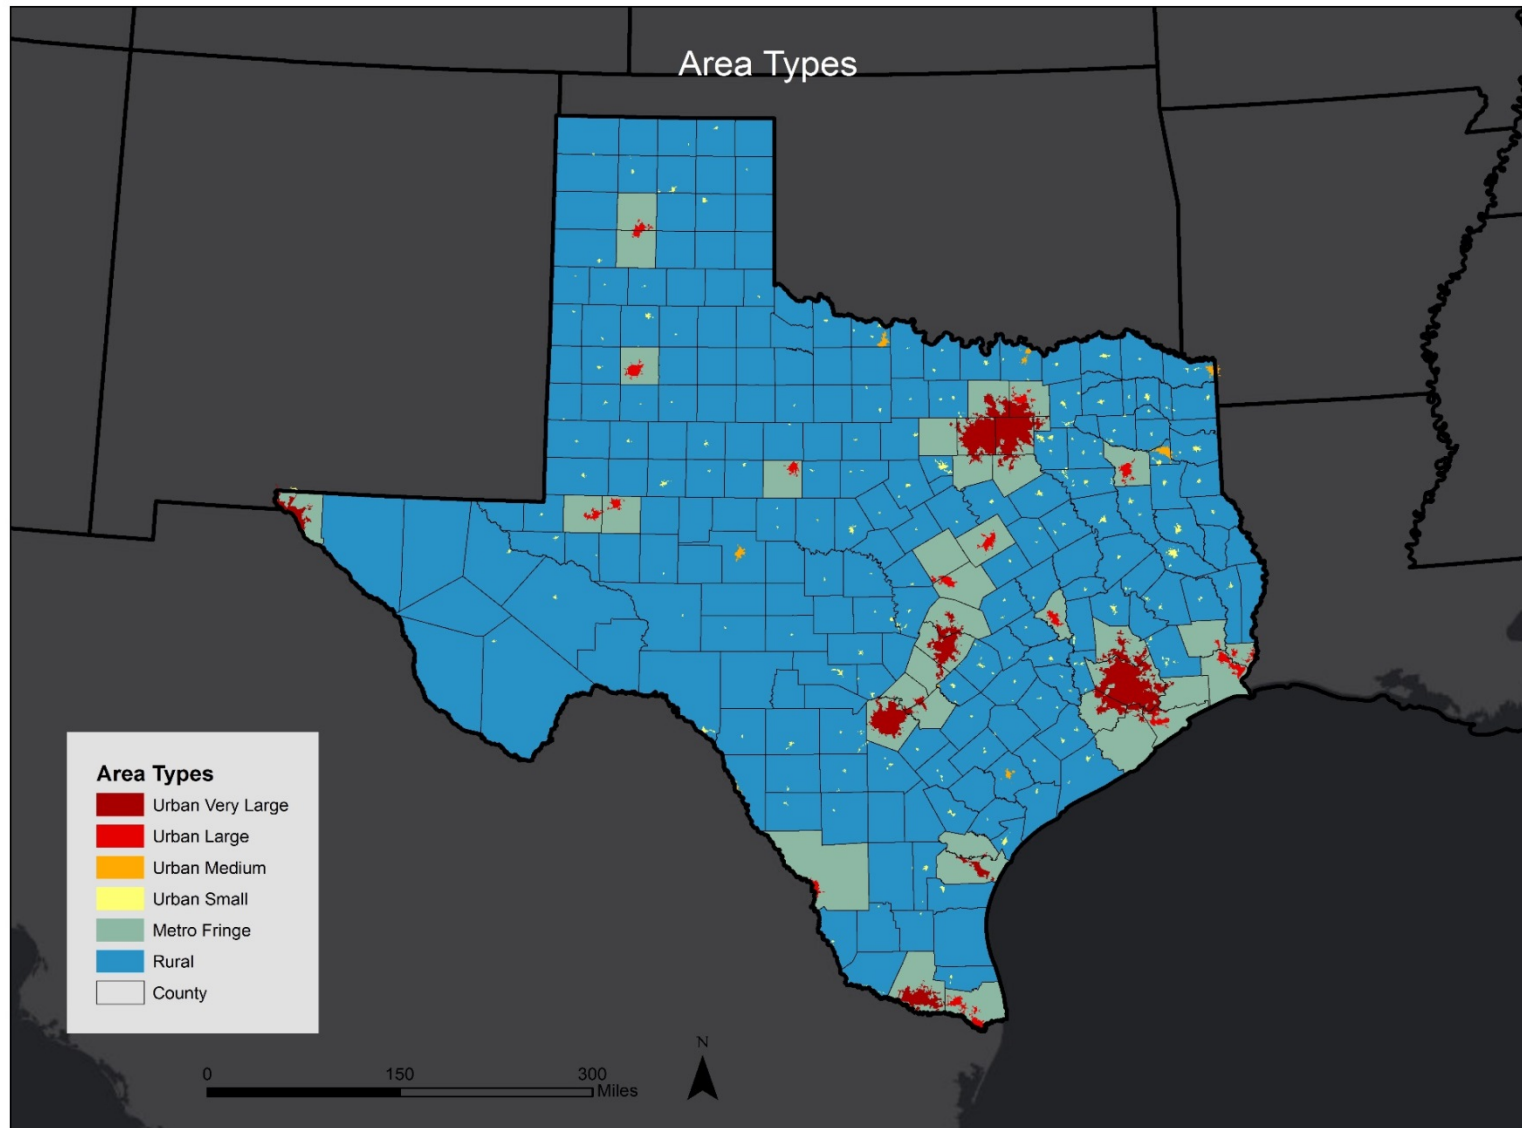 Area Types
Area Types
Urban Very Large
Urban Large
Urban Medium
Urban Small
Metro Fringe
Rural
County
N
0 150 300
Miles